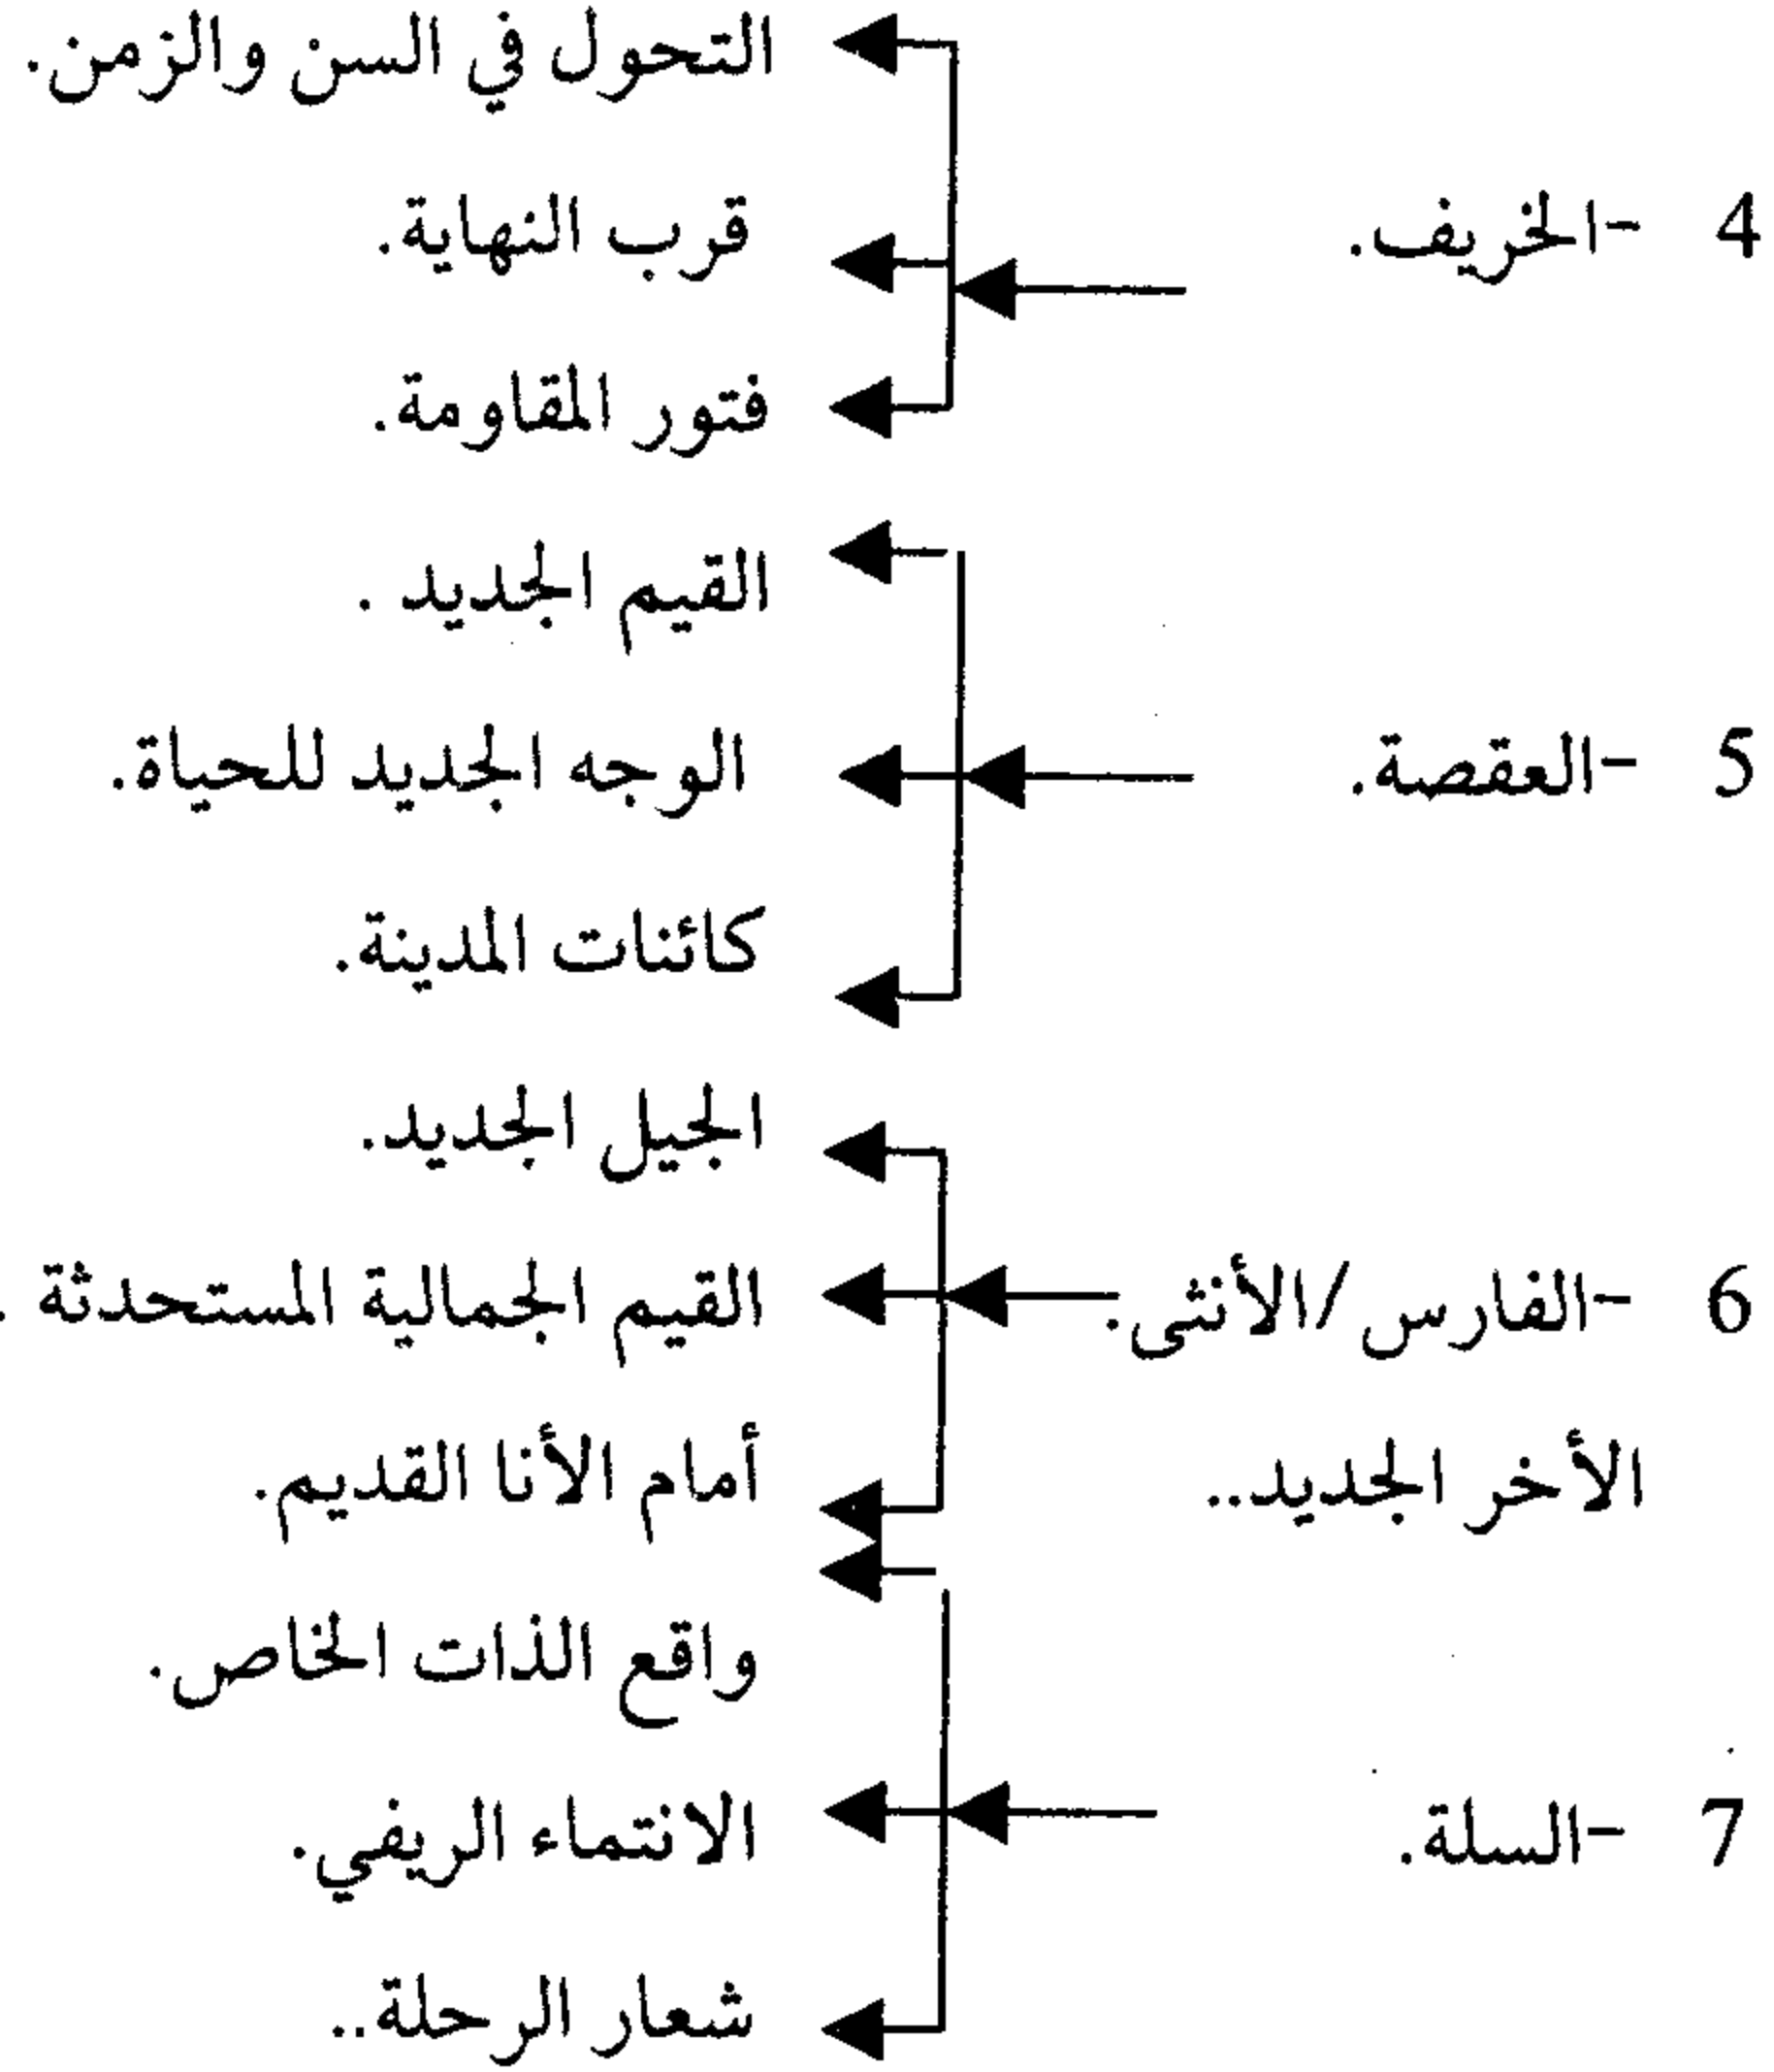 التحول في السن والزمن.
4 -الخريف.
قرب النهاية.
فتور المقاومة.
القيم الجديد .
5 -العقصة.
الوجه الجديد للحياة.
كائنات المدينة.
الجيل الجديد.
6 -الفارس/الأنثى.
القيم الجمالية المستحدثة .
الأخر الجديد..
أمام الأنا القديم.
واقع الذات الخاص.
7 -السلة.
الانتماء الريفي.
شعار الرحلة..